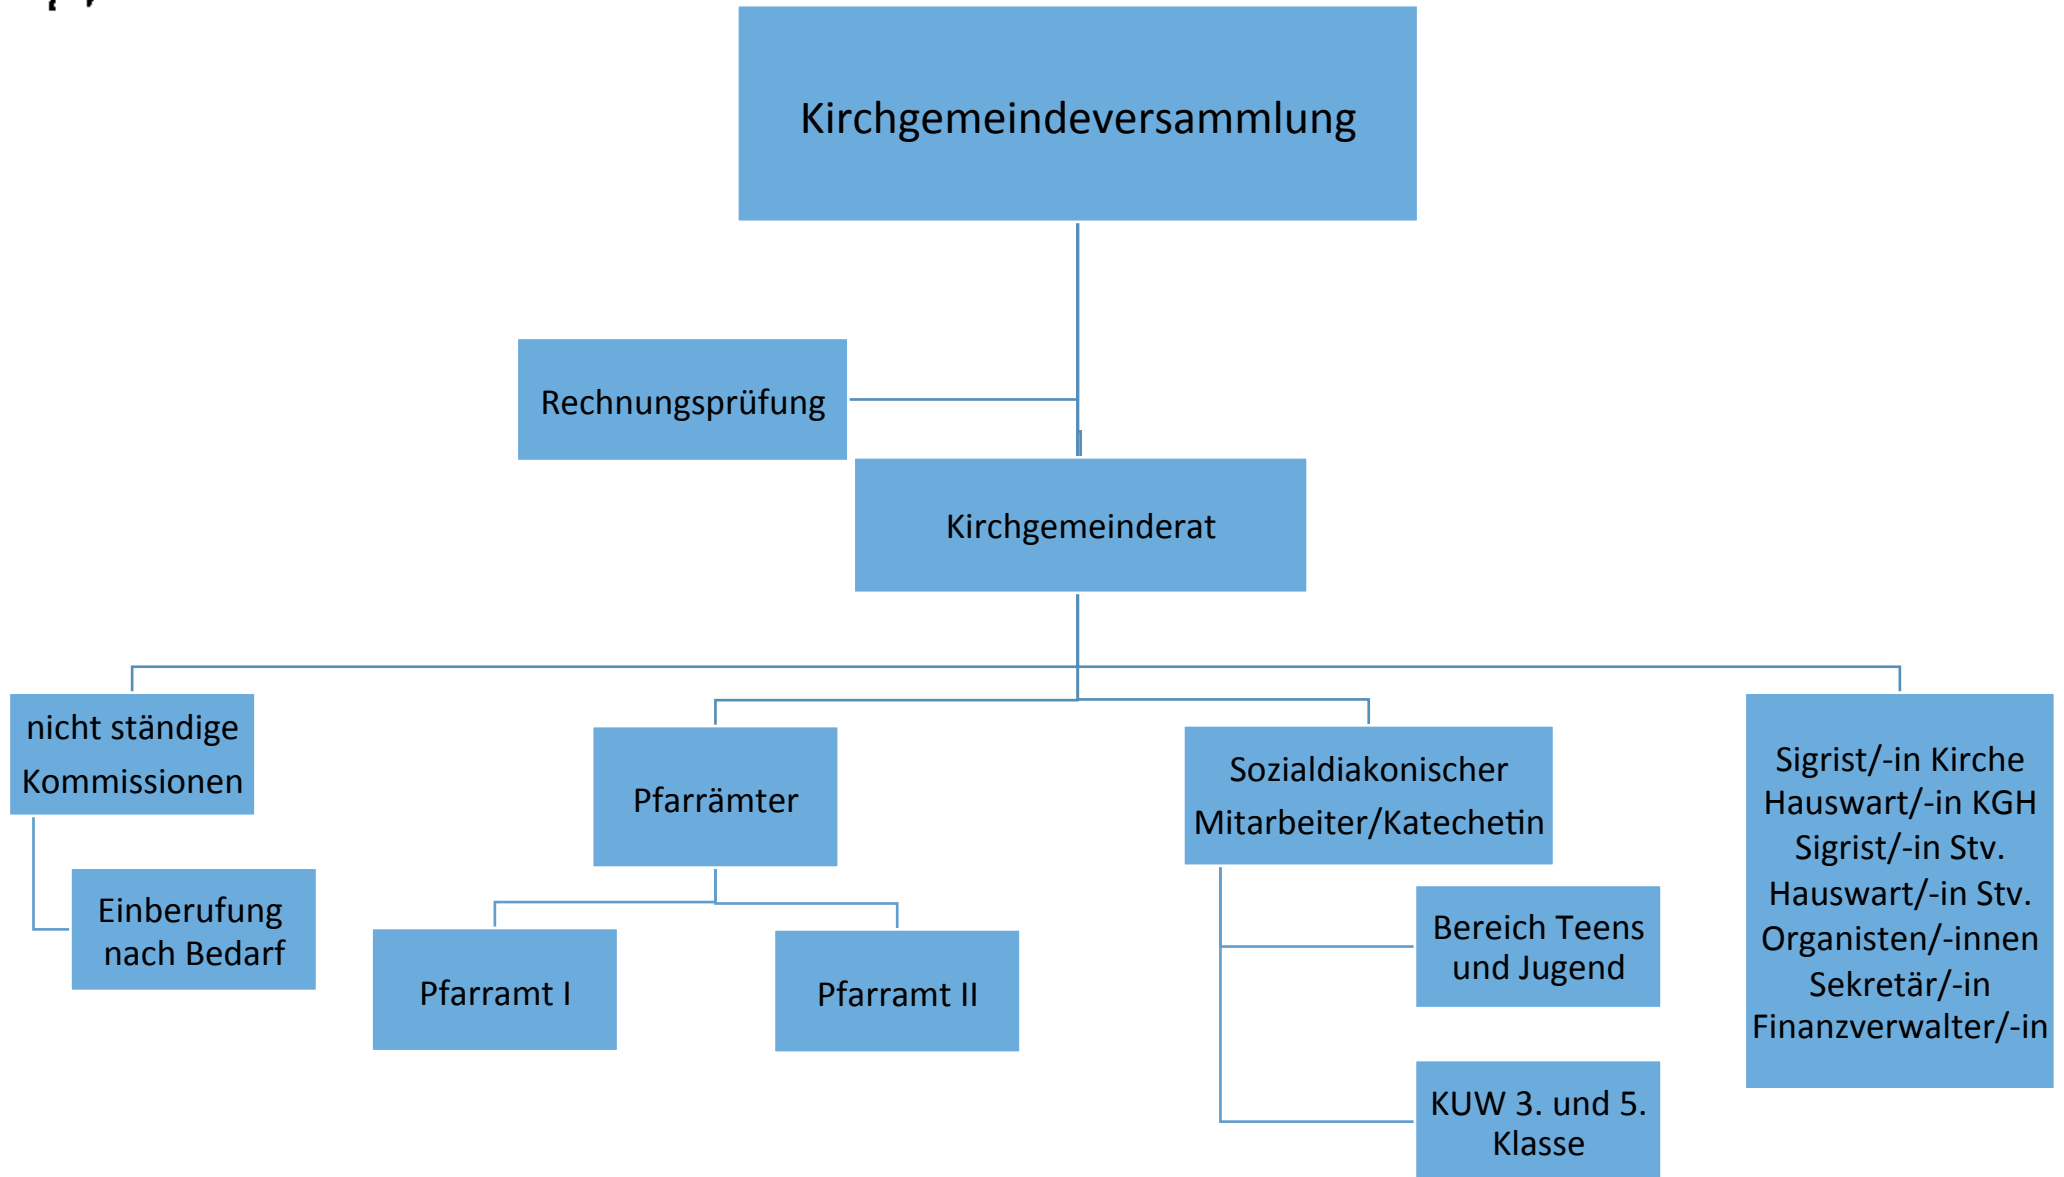 Kirchgemeindeversammlung
Rechnungsprüfung
Kirchgemeinderat
nicht ständige
Kommissionen
Einberufung
nach Bedarf
Pfarrämter
Pfarramt I
Pfarramt II
Sozialdiakonischer
Mitarbeiter/Katechetin
Bereich Teens
und Jugend
KUW 3. und 5.
Klasse
Sigrist/-in Kirche
Hauswart/-in KGH
Sigrist/-in Stv.
Hauswart/-in Stv.
Organisten/-innen
Sekretär/-in
Finanzverwalter/-in